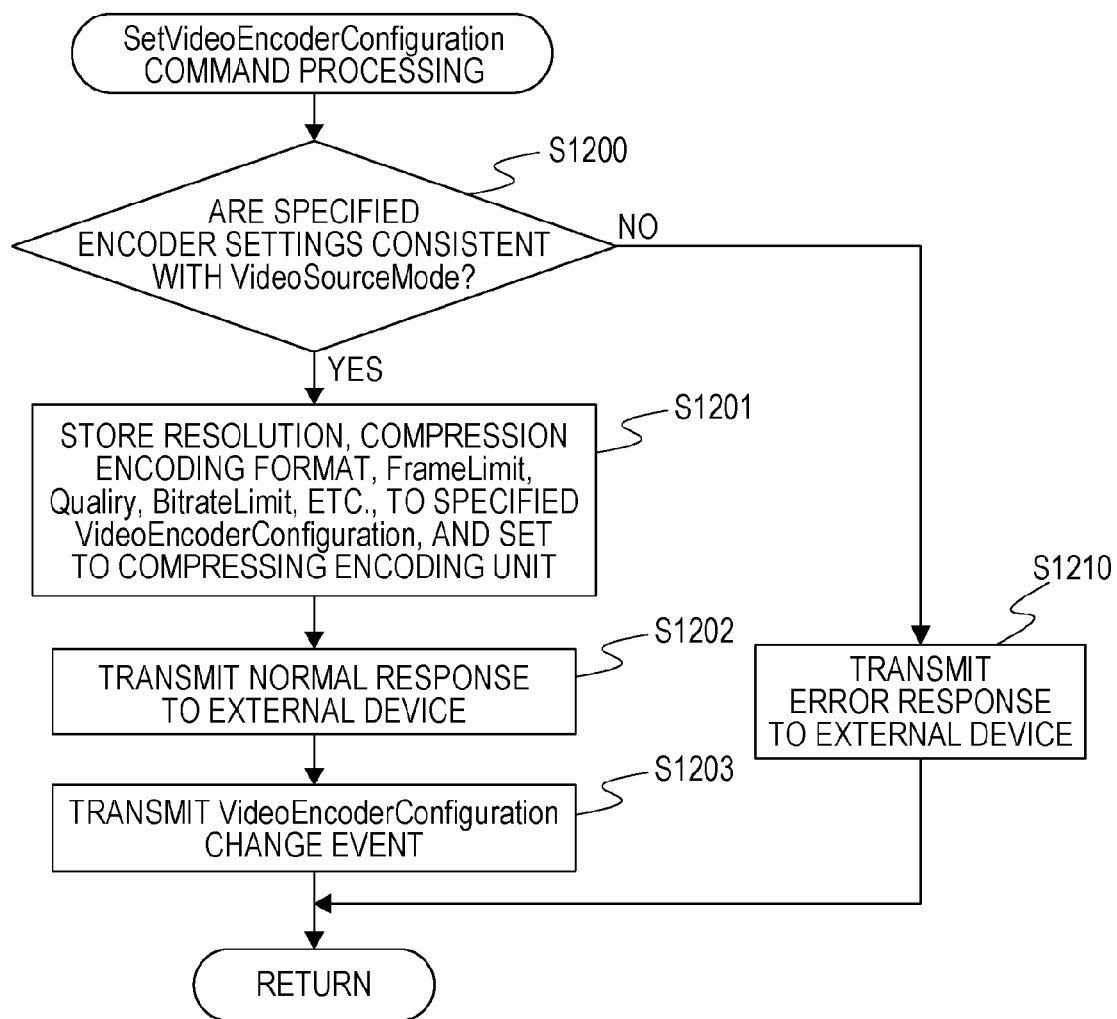 SetVideoEncoderConfiguration
COMMAND PROCESSING
S1200
ARE SPECIFIED
ENCODER SETTINGS CONSISTENT
WITH VideoSourceMode?
NO
YES
S1201
STORE RESOLUTION, COMPRESSION
ENCODING FORMAT, FrameLimit,
Qualiry, BitrateLimit, ETC., TO SPECIFIED
VideoEncoderConfiguration, AND SET
TO COMPRESSING ENCODING UNIT
S1210
TRANSMIT
ERROR RESPONSE
TO EXTERNAL DEVICE
S1202
TRANSMIT NORMAL RESPONSE
TO EXTERNAL DEVICE
S1203
TRANSMIT VideoEncoderConfiguration
CHANGE EVENT
RETURN